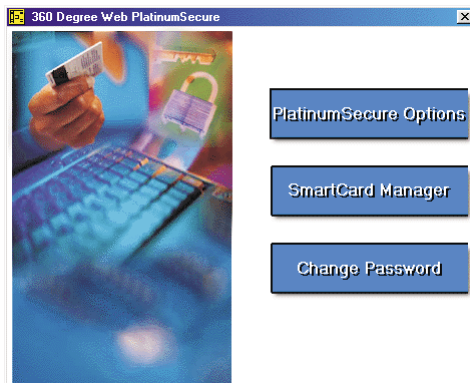 360 Degree Web PlatinumSecure
PlatinumSecure Options
SmartCard Manager
Change Password